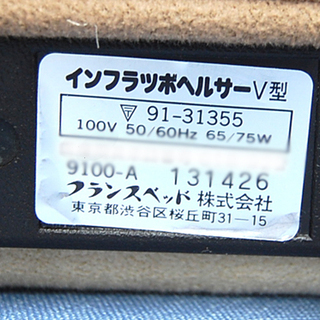 インフラツボヘルサーV型
〒 91-31355
100V 50/60Hz 65/75W
9100-A 131426
フランスベッド株式会社
東京都渋谷区桜丘町31-15